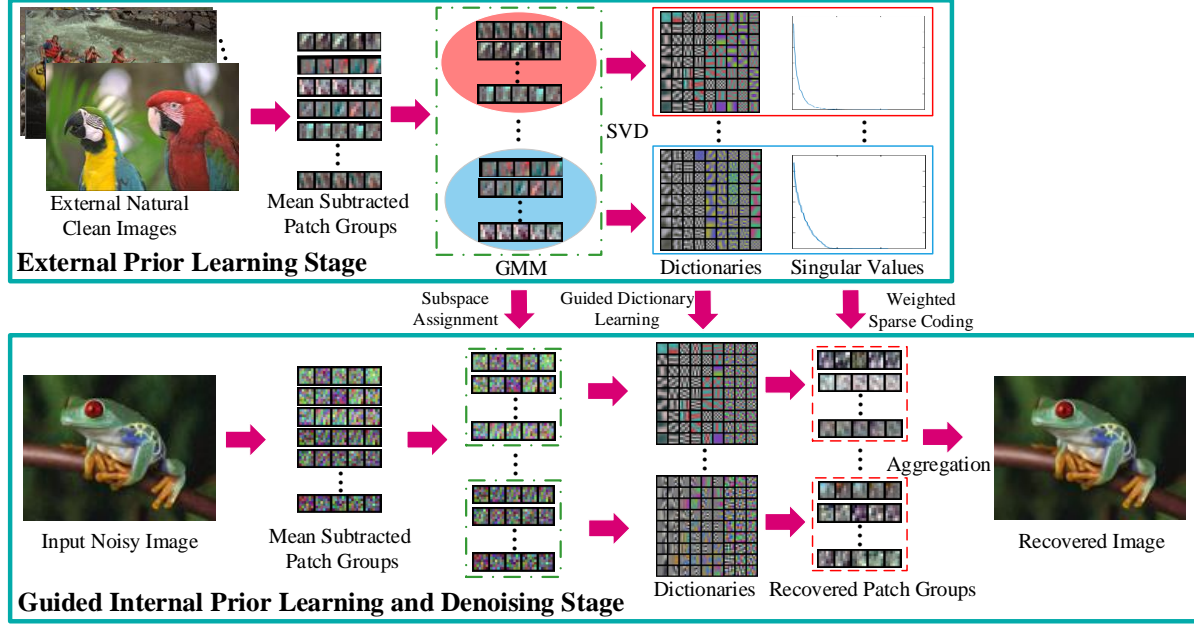 External Natural
Clean Images
Mean Subtracted
Patch Groups
GMM
SVD
Dictionaries
Singular Values
External Prior Learning Stage
Subspace
Assignment
Guided Dictionary
Learning
Weighted
Sparse Coding
Input Noisy Image
Mean Subtracted
Patch Groups
Dictionaries
Recovered Patch Groups
Aggregation
Recovered Image
Guided Internal Prior Learning and Denoising Stage